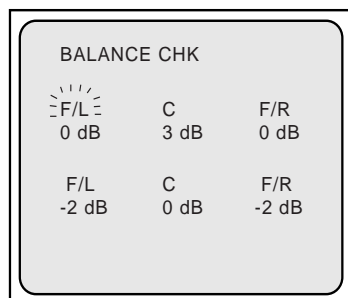 BALANCE CHK
F/L C F/R
0 dB 3 dB 0 dB
F/L C F/R
-2 dB 0 dB -2 dB